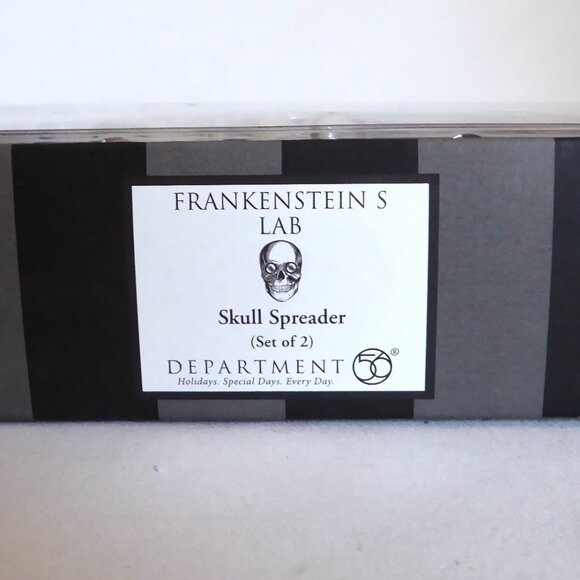 FRANKENSTEIN S
LAB
Skull Spreader
(Set of 2)
DEPARTMENT 56®
Holidays. Special Days. Every Day.